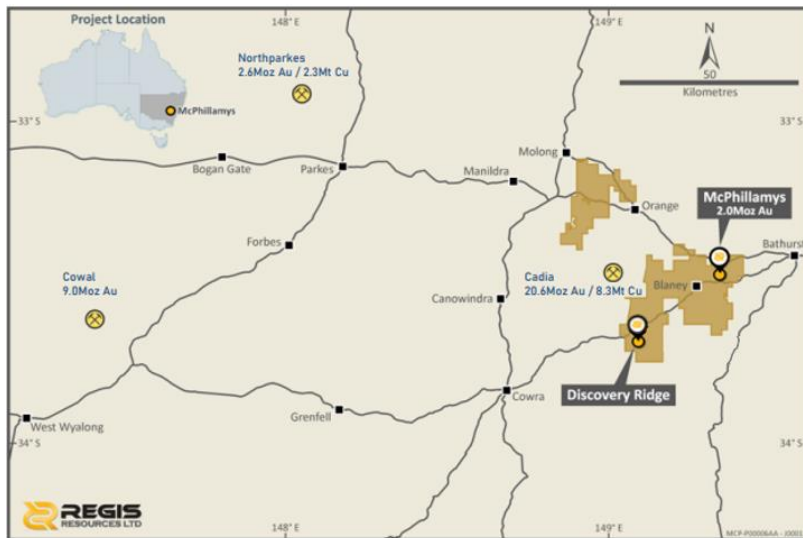 Project Location
McPhillamys
148° E
149° E
N
50
Kilometres
Northparkes
2.6Moz Au / 2.3Mt Cu
33° S
33° S
Bogan Gate
Parkes
Manildra
Molong
Orange
McPhillamys
2.0Moz Au
Bathurst
Forbes
Cowal
9.0Moz Au
Cadia
20.6Moz Au / 8.3Mt Cu
Blaney
Canowindra
Discovery Ridge
Cowra
Grenfell
West Wyalong
34° S
34° S
REGIS
RESOURCES LTD
148° E
149° E